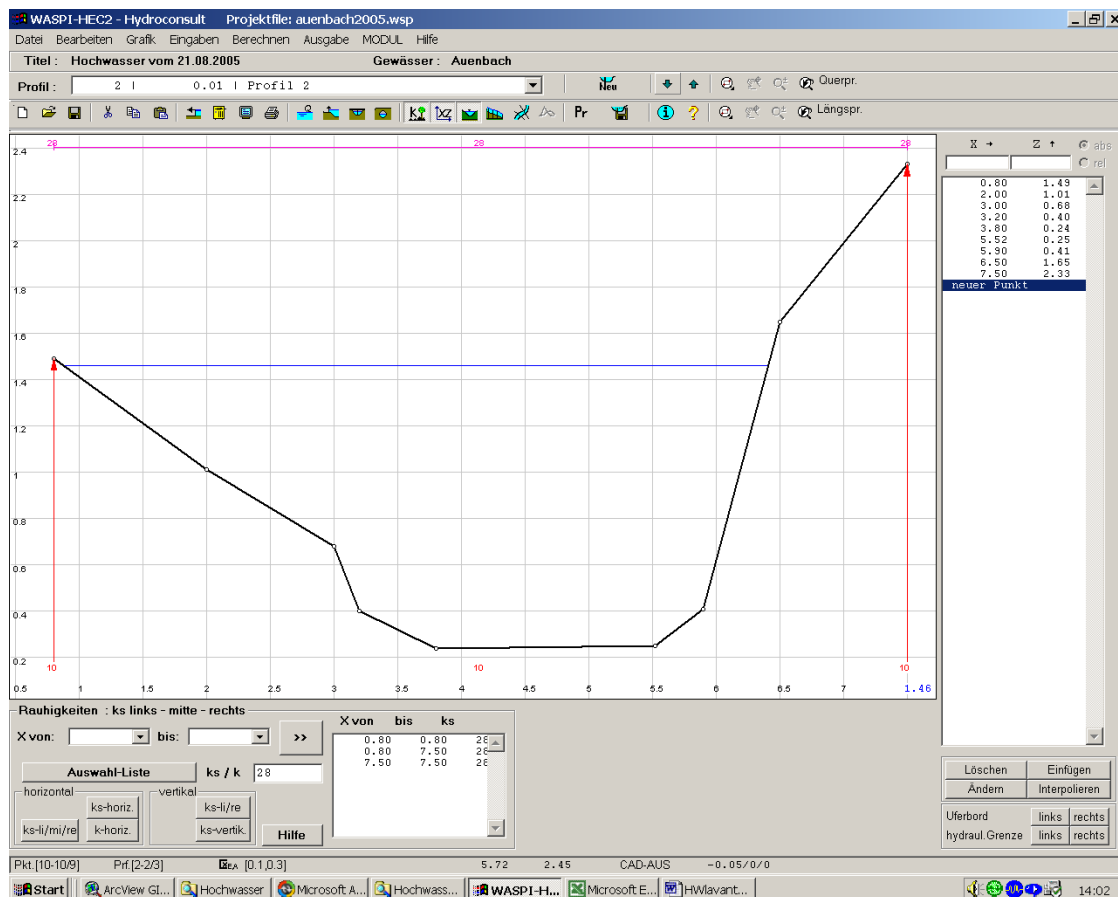 WASPI-HEC2 - Hydroconsult Projektfile: auenbach2005.wsp
Datei Bearbeiten Grafik Eingaben Berechnen Ausgabe MODUL Hilfe
Titel : Hochwasser vom 21.08.2005 Gewässer : Auenbach
Profil : 2 | 0.01 | Profil 2 Neu Querpr.
Pr Längspr.
28 28 28
2.4
2.2
2
1.8
1.6
1.4
1.2
1
0.8
0.6
0.4
0.2
10 10 10
0.5 1 1.5 2 2.5 3 3.5 4 4.5 5 5.5 6 6.5 7 1.46
X → Z ↑ abs
rel
0.80 1.49
2.00 1.01
3.00 0.68
3.20 0.40
3.80 0.24
5.52 0.25
5.90 0.41
6.50 1.65
7.50 2.33
neuer Punkt
Rauhigkeiten : ks links - mitte - rechts
X von: bis: >>
Auswahl-Liste ks / k 28
horizontal vertikal
ks-horiz. ks-li/re
ks-li/mi/re k-horiz. ks-vertik. Hilfe
X von bis ks
0.80 0.80 28
0.80 7.50 28
7.50 7.50 28
Löschen Einfügen
Ändern Interpolieren
Uferbord links rechts
hydraul.Grenze links rechts
Pkt.[10-10/9] Prf.[2-2/3] [0.1,0.3] 5.72 2.45 CAD-AUS -0.05/0/0
Start ArcView GI... Hochwasser Microsoft A... Hochwass... WASPI-H... Microsoft E... HWlavant... 14:02